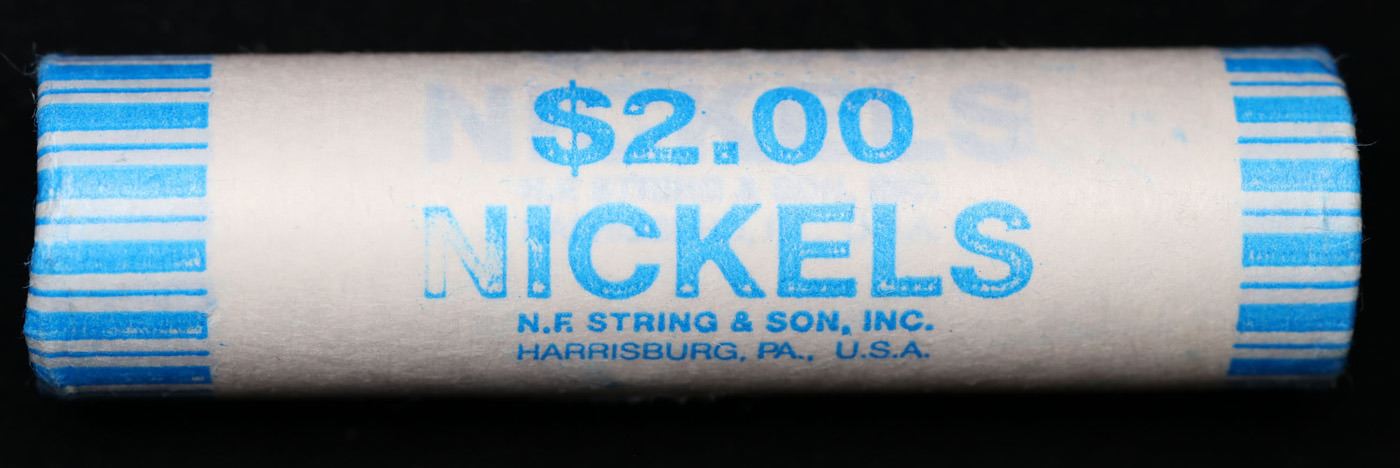 $2.00
NICKELS
N.F. STRING & SON, INC.
HARRISBURG, PA., U.S.A.